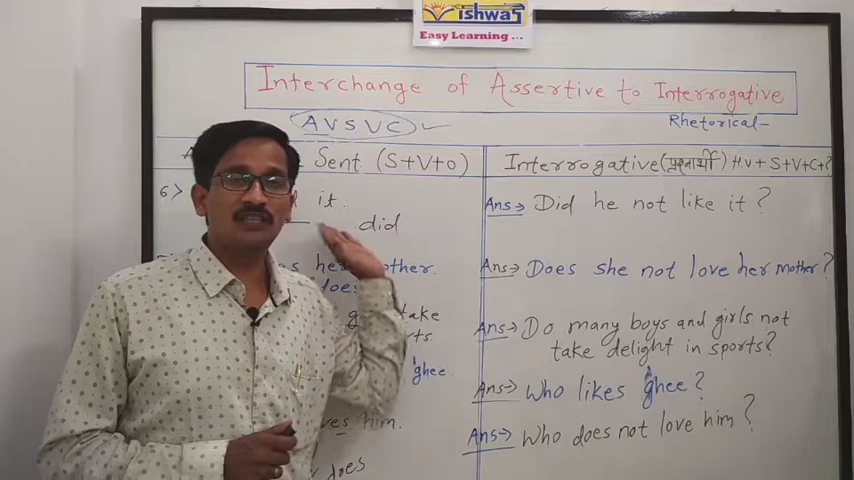 ishwar
Easy Learning...
Interchange of Assertive to Interrogative
Rhetorical-
AVSVC
Sent (S+V+O)
Interrogative (प्रश्नार्थी) H.V+S+V+C+?
6> it.
Ans→ Did he not like it ?
did
her mother.
Ans→ Does she not love her mother ?
does
take
Ans→ Do many boys and girls not
take delight in sports?
ghee.
Ans→ Who likes ghee ?
him.
Ans→ Who does not love him ?
does